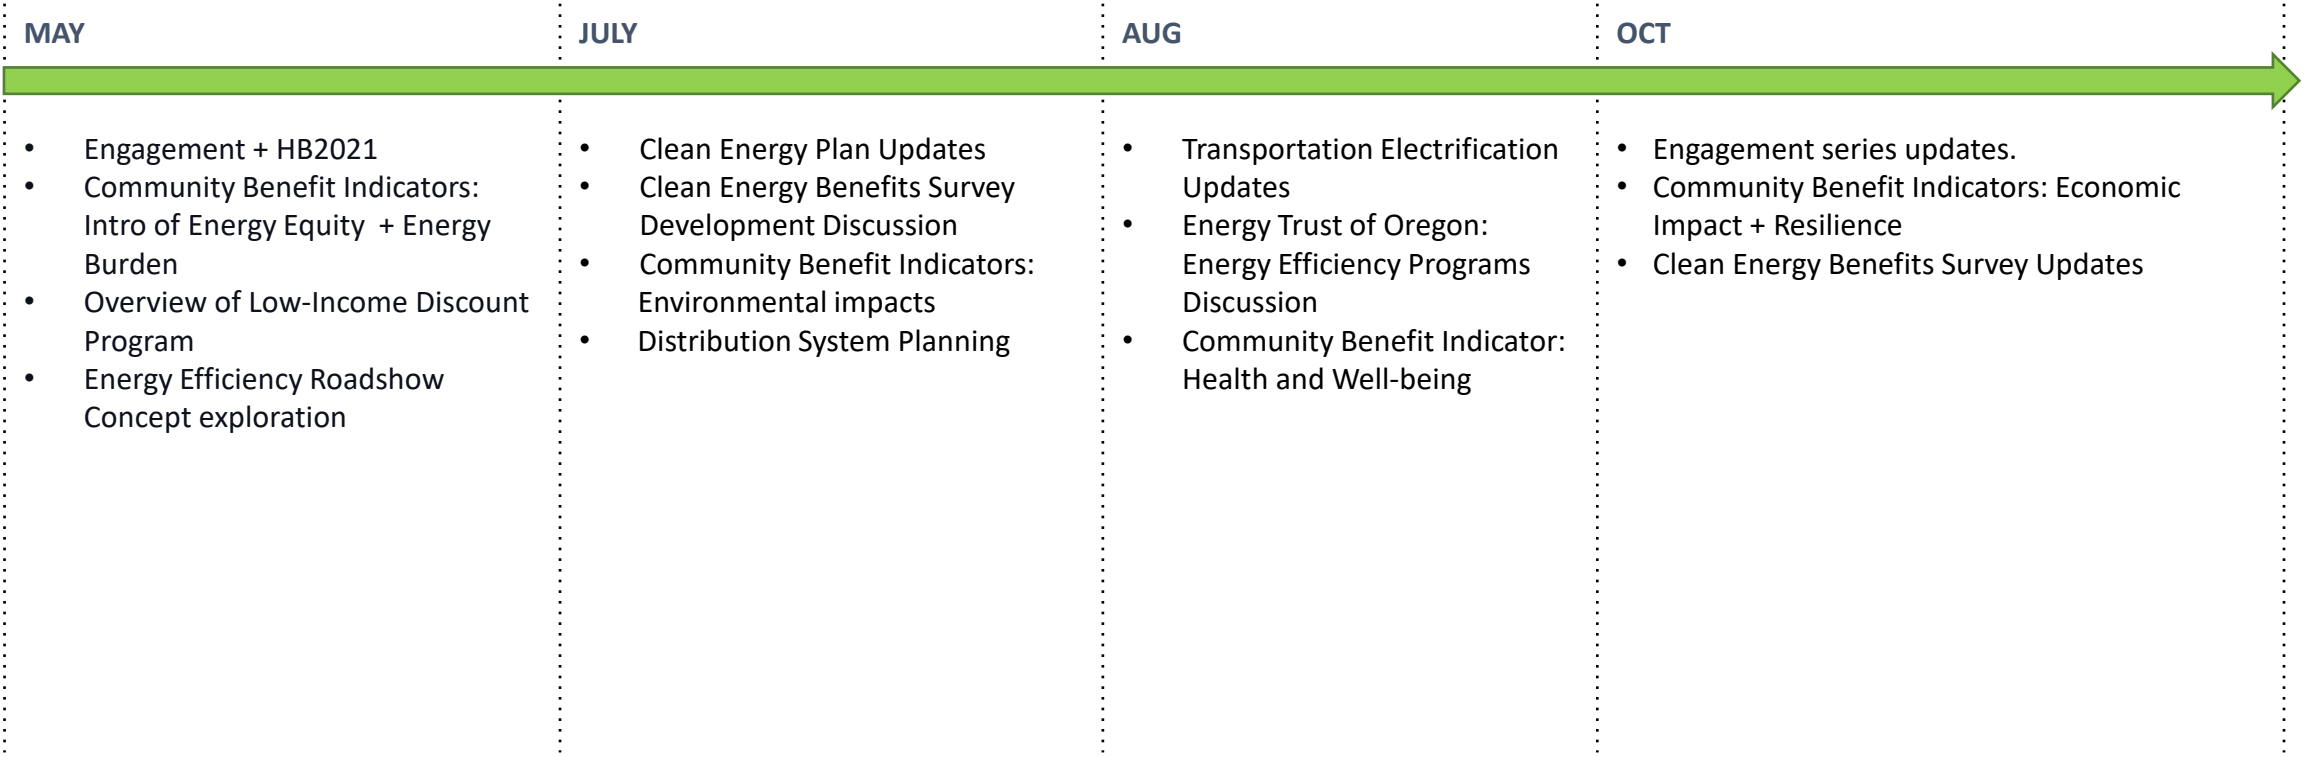 MAY
• Engagement + HB2021
• Community Benefit Indicators:
Intro of Energy Equity + Energy
Burden
• Overview of Low-Income Discount
Program
• Energy Efficiency Roadshow
Concept exploration
JULY
• Clean Energy Plan Updates
• Clean Energy Benefits Survey
Development Discussion
• Community Benefit Indicators:
Environmental impacts
• Distribution System Planning
AUG
• Transportation Electrification
Updates
• Energy Trust of Oregon:
Energy Efficiency Programs
Discussion
• Community Benefit Indicator:
Health and Well-being
OCT
• Engagement series updates.
• Community Benefit Indicators: Economic
Impact + Resilience
• Clean Energy Benefits Survey Updates